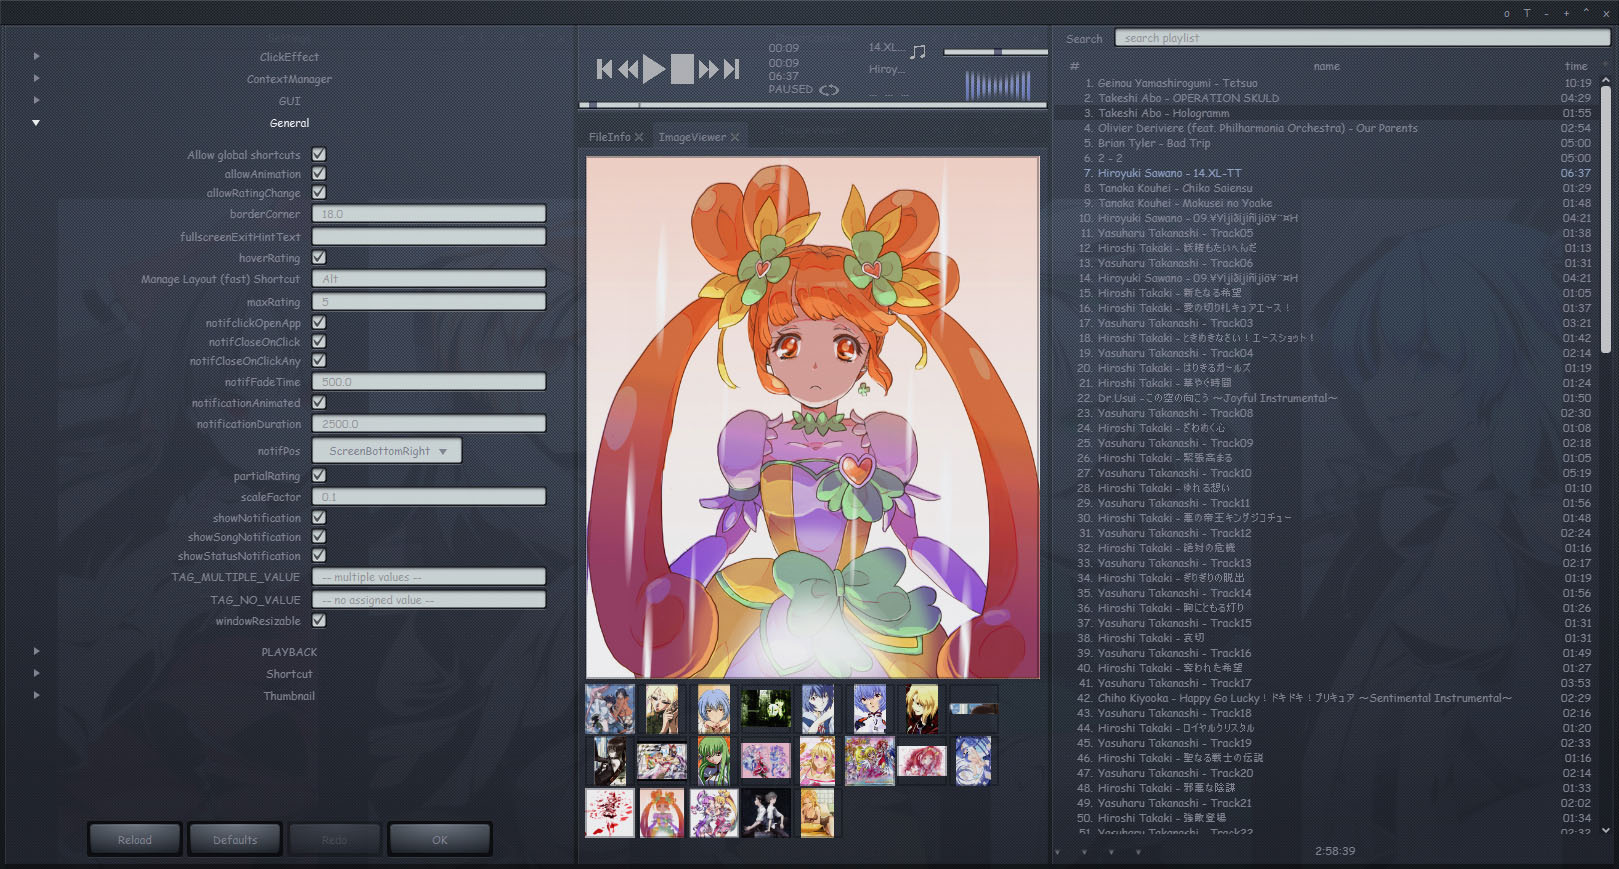 o T - + ^ x
ClickEffect
ContextManager
GUI
General
Allow global shortcuts
allowAnimation
allowRatingChange
borderCorner 18.0
fullscreenExitHintText
hoverRating
Manage Layout (fast) Shortcut Alt
maxRating 5
notifclickOpenApp
notifCloseOnClick
notifCloseOnClickAny
notifFadeTime 500.0
notificationAnimated
notificationDuration 2500.0
notifPos ScreenBottomRight
partialRating
scaleFactor 0.1
showNotification
showSongNotification
showStatusNotification
TAG_MULTIPLE_VALUE -- multiple values --
TAG_NO_VALUE -- no assigned value --
windowResizable
PLAYBACK
Shortcut
Thumbnail
Reload Defaults Redo OK
00:09
00:09
06:37
PAUSED
14.XL...
Hiroy...
... ... ...
FileInfo ImageViewer
Search search playlist
# name time
1. Geinou Yamashirogumi - Tetsuo 10:19
2. Takeshi Abo - OPERATION SKULD 04:29
3. Takeshi Abo - Hologramm 01:55
4. Olivier Deriviere (feat. Philharmonia Orchestra) - Our Parents 02:54
5. Brian Tyler - Bad Trip 05:00
6. 2 - 2 05:00
7. Hiroyuki Sawano - 14.XL-TT 06:37
8. Tanaka Kouhei - Chiko Saiensu 01:29
9. Tanaka Kouhei - Mokusei no Yoake 01:48
10. Hiroyuki Sawano 04:21
11. Yasuharu Takanashi - Track05 01:38
12. Hiroshi Takaki - 妖精もたいへんだ 01:13
13. Yasuharu Takanashi - Track06 01:31
14. Hiroyuki Sawano 04:21
15. Hiroshi Takaki - 新たなる希望 01:05
16. Hiroshi Takaki - 愛の切り札キュアエース！ 01:37
17. Yasuharu Takanashi - Track03 03:21
18. Hiroshi Takaki - ときめきなさい！エースショット！ 01:42
19. Yasuharu Takanashi - Track04 02:14
20. Hiroshi Takaki - はりきるガールズ 01:19
21. Hiroshi Takaki - 華やぐ時間 01:24
22. Dr.Usui - この空の向こう ～Joyful Instrumental～ 01:50
23. Yasuharu Takanashi - Track08 02:30
24. Hiroshi Takaki - ざわめく心 01:08
25. Yasuharu Takanashi - Track09 02:18
26. Hiroshi Takaki - 緊張高まる 01:05
27. Yasuharu Takanashi - Track10 05:19
28. Hiroshi Takaki - ゆれる想い 01:10
29. Yasuharu Takanashi - Track11 01:56
30. Hiroshi Takaki - 悪の帝王キングジコチュー 01:48
31. Yasuharu Takanashi - Track12 02:24
32. Hiroshi Takaki - 絶対の危機 01:16
33. Yasuharu Takanashi - Track13 02:17
34. Hiroshi Takaki - ぎりぎりの脱出 01:19
35. Yasuharu Takanashi - Track14 01:56
36. Hiroshi Takaki - 胸にともる灯り 01:26
37. Yasuharu Takanashi - Track15 01:31
38. Hiroshi Takaki - 哀切 01:31
39. Yasuharu Takanashi - Track16 01:49
40. Hiroshi Takaki - 奪われた希望 01:27
41. Yasuharu Takanashi - Track17 03:53
42. Chiho Kiyooka - Happy Go Lucky！ドキドキ！プリキュア ～Sentimental Instrumental～ 02:29
43. Yasuharu Takanashi - Track18 02:16
44. Hiroshi Takaki - ロイヤルクリスタル 01:20
45. Yasuharu Takanashi - Track19 02:33
46. Hiroshi Takaki - 聖なる戦士の伝説 01:16
47. Yasuharu Takanashi - Track20 02:14
48. Hiroshi Takaki - 邪悪な陰謀 01:33
49. Yasuharu Takanashi - Track21 02:02
50. Hiroshi Takaki - 強敵登場 01:34
51. Yasuharu Takanashi - Track22 02:32
2:58:39